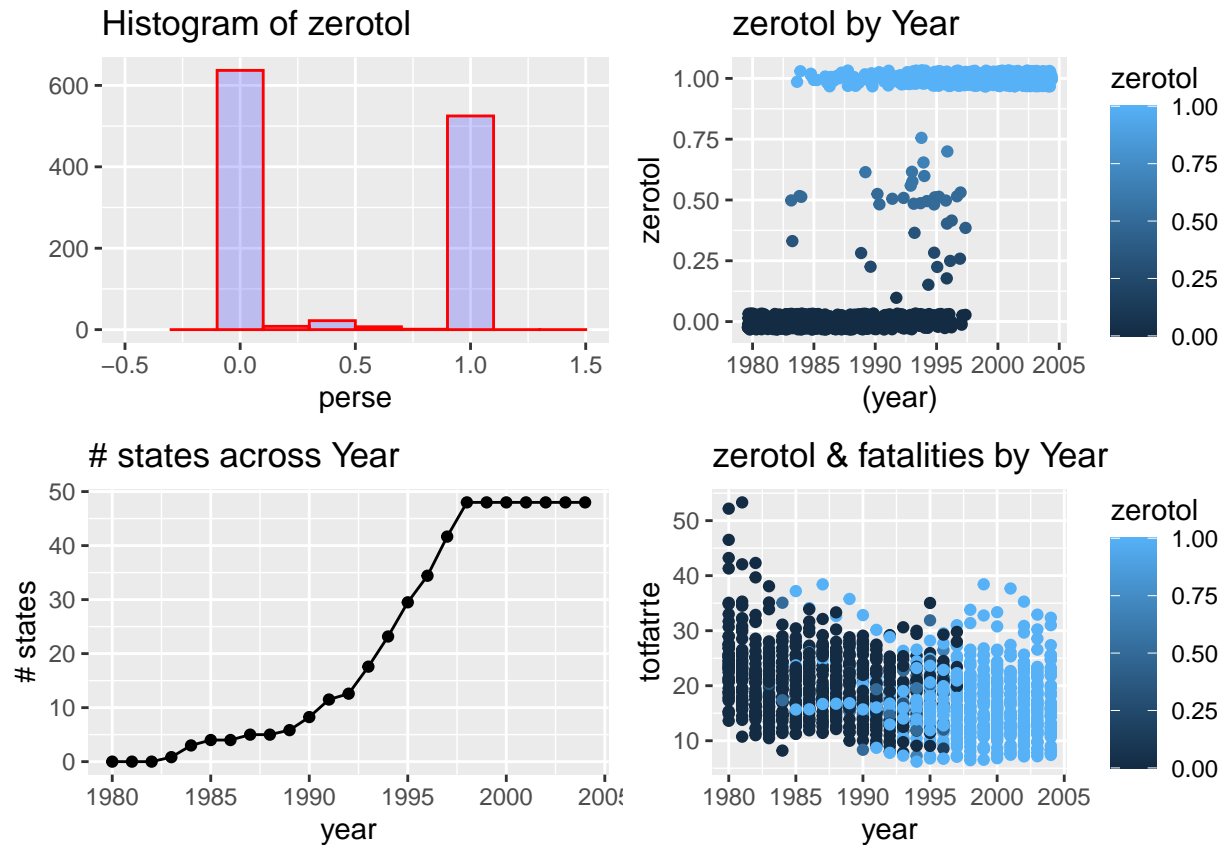 Histogram of zerotol
600
400
200
0
−0.5 0.0 0.5 1.0 1.5
perse
zerotol by Year
zerotol
1.00
0.75
0.50
0.25
0.00
1980 1985 1990 1995 2000 2005
(year)
zerotol
1.00
0.75
0.50
0.25
0.00
# states across Year
# states
50
40
30
20
10
0
1980 1985 1990 1995 2000 2005
year
zerotol & fatalities by Year
totfatrte
50
40
30
20
10
1980 1985 1990 1995 2000 2005
year
zerotol
1.00
0.75
0.50
0.25
0.00